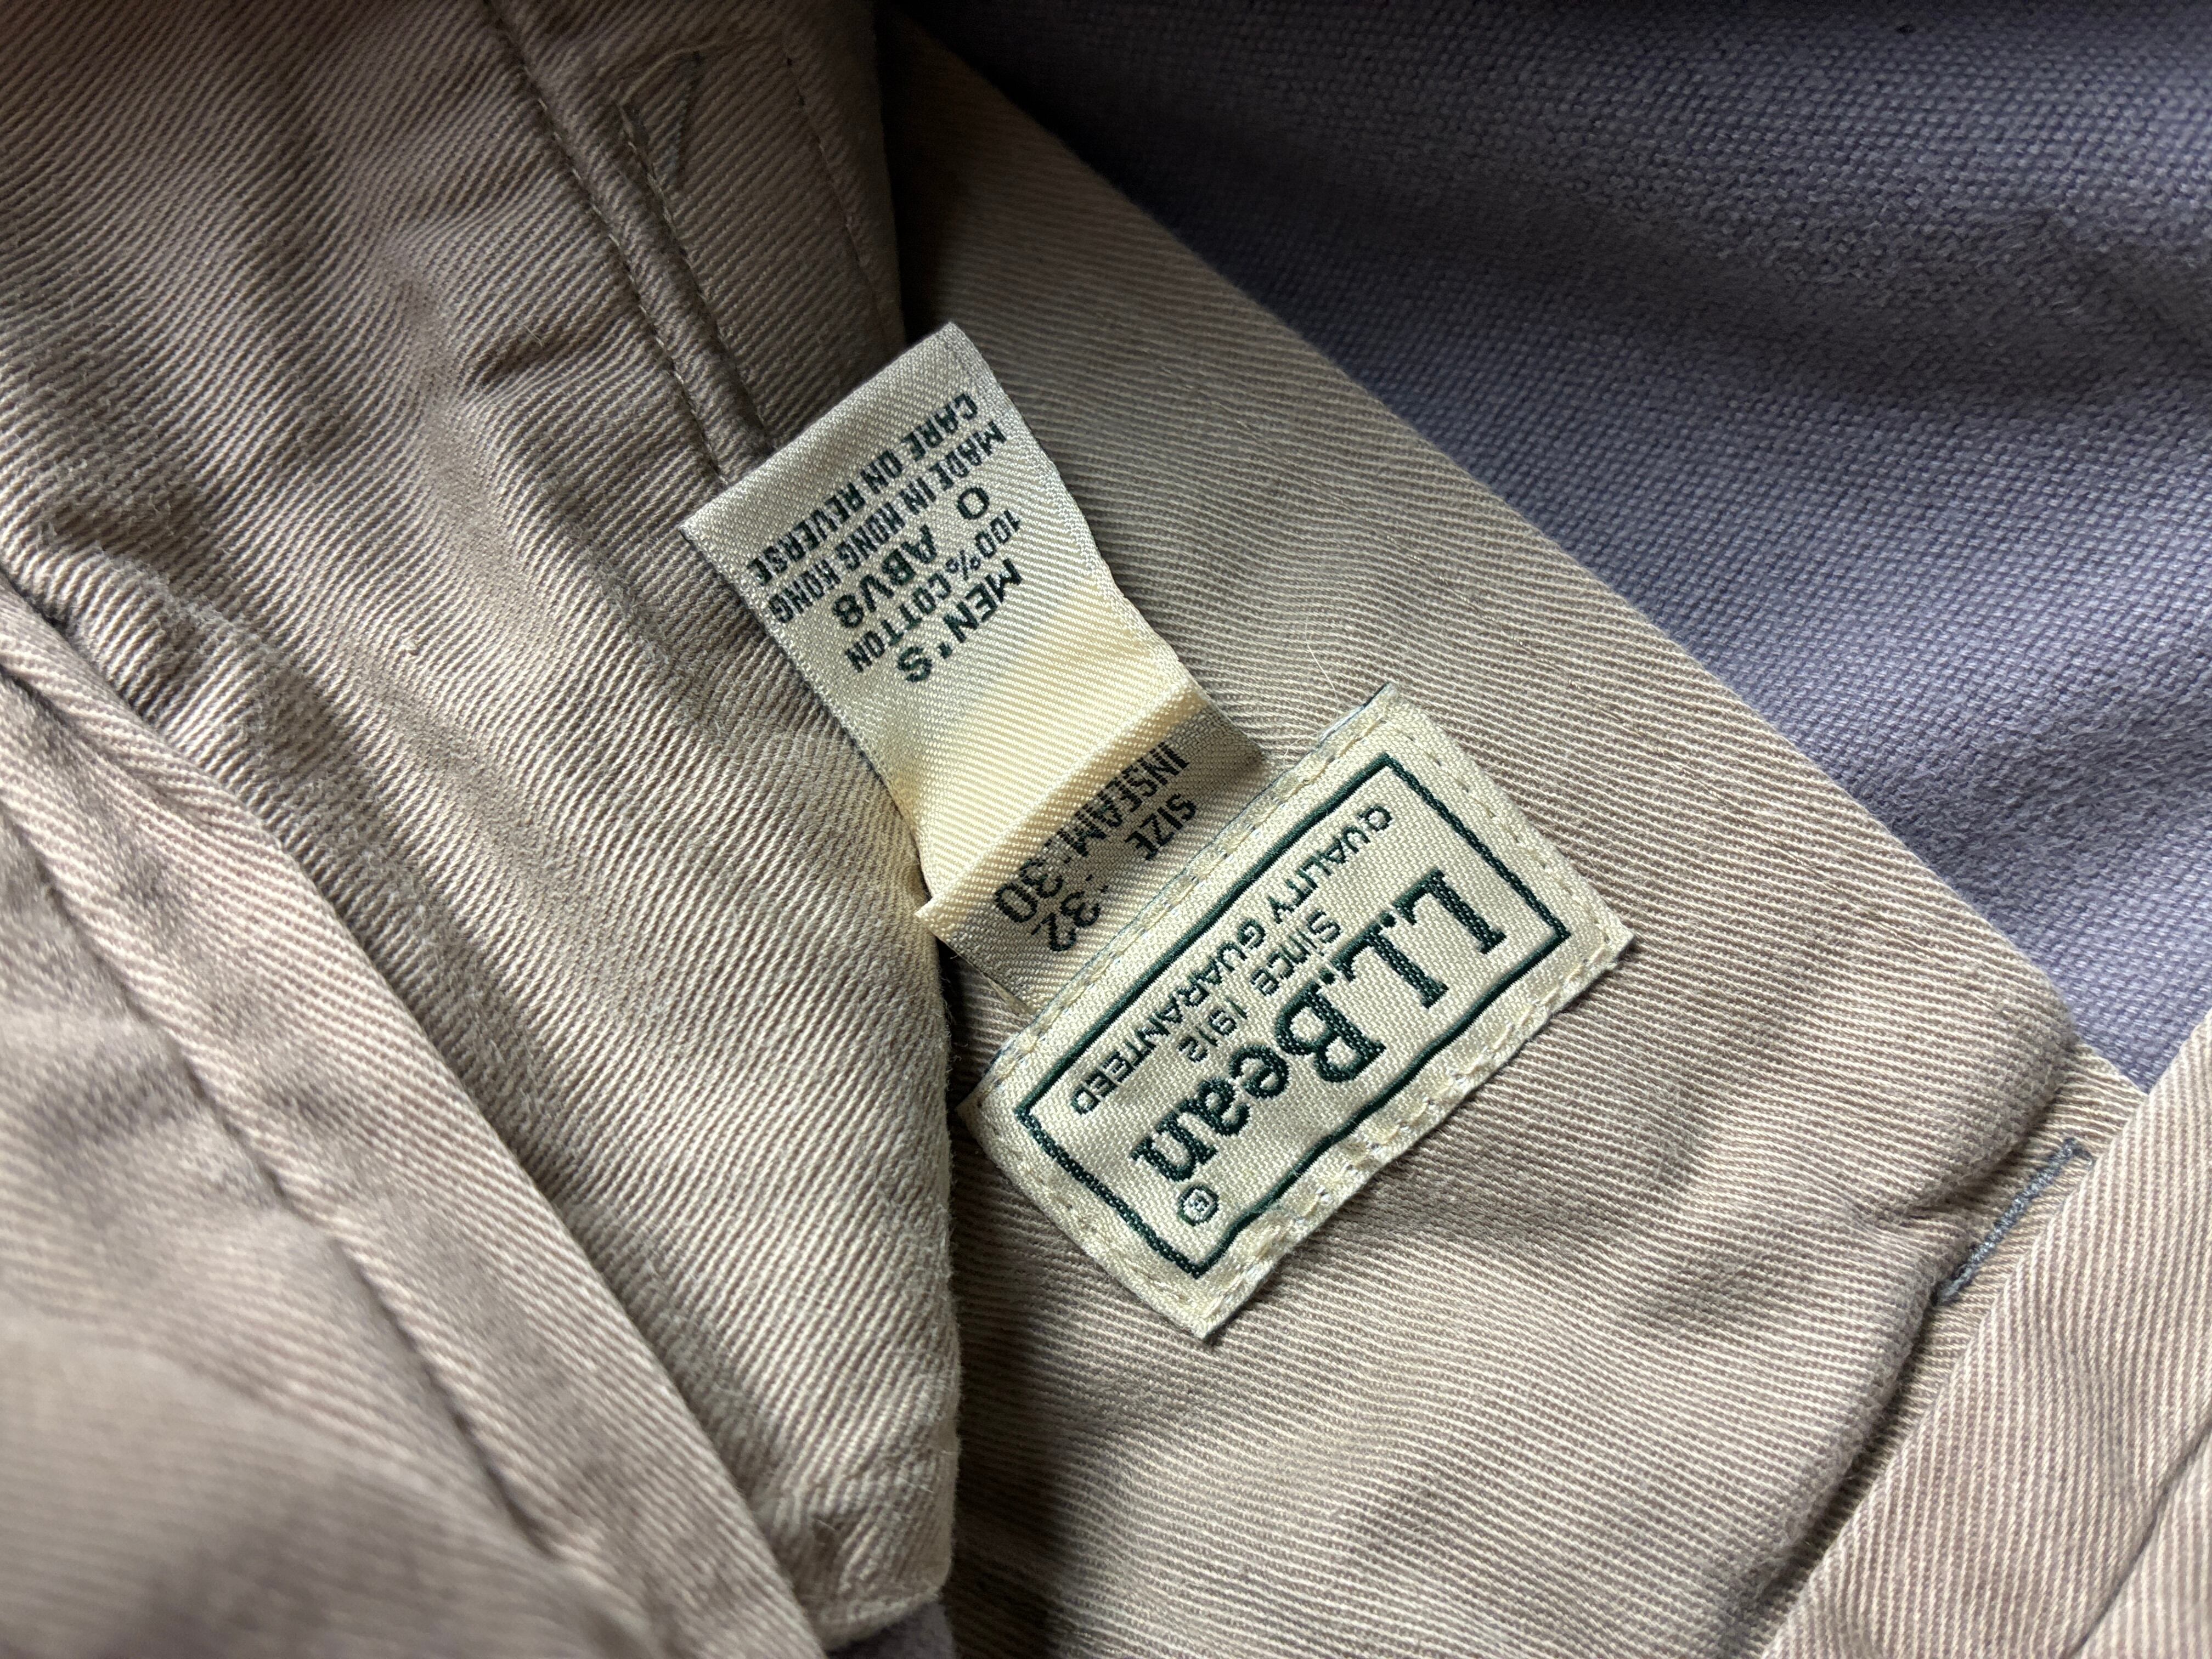 L.L.Bean®
SINCE 1912
QUALITY GUARANTEED
SIZE : 32
INSEAM:30
MEN'S
100% COTTON
O ABV8
MADE IN HONG KONG
CARE ON REVERSE